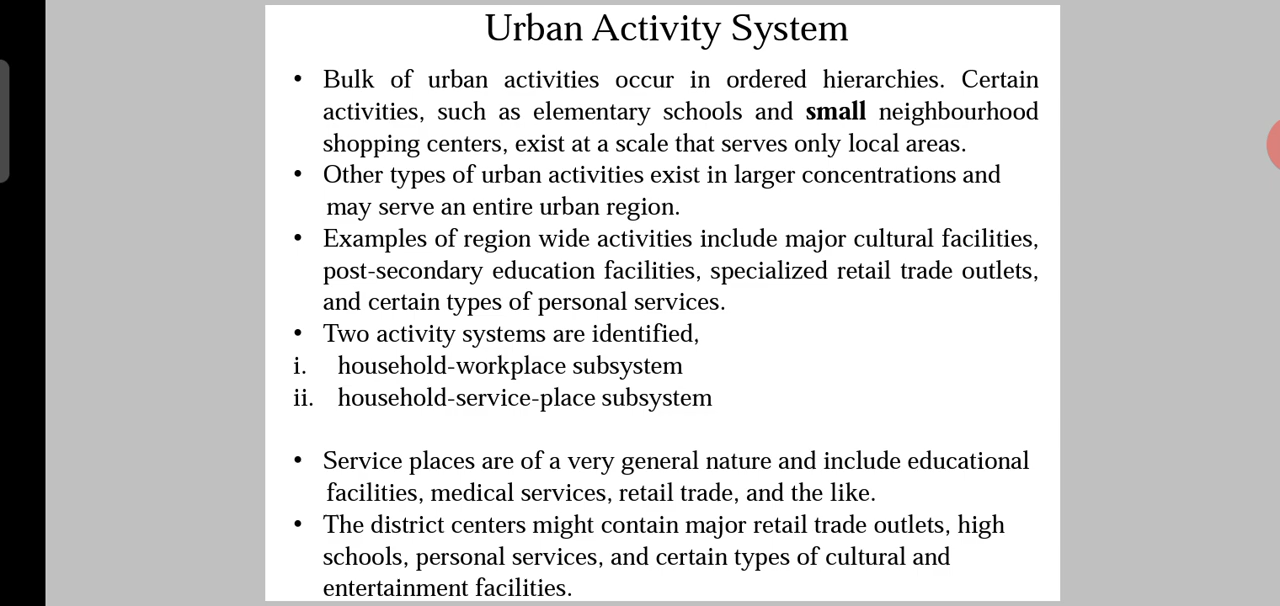 Urban Activity System
• Bulk of urban activities occur in ordered hierarchies. Certain
activities, such as elementary schools and small neighbourhood
shopping centers, exist at a scale that serves only local areas.
• Other types of urban activities exist in larger concentrations and
may serve an entire urban region.
• Examples of region wide activities include major cultural facilities,
post-secondary education facilities, specialized retail trade outlets,
and certain types of personal services.
• Two activity systems are identified,
i. household-workplace subsystem
ii. household-service-place subsystem
• Service places are of a very general nature and include educational
facilities, medical services, retail trade, and the like.
• The district centers might contain major retail trade outlets, high
schools, personal services, and certain types of cultural and
entertainment facilities.